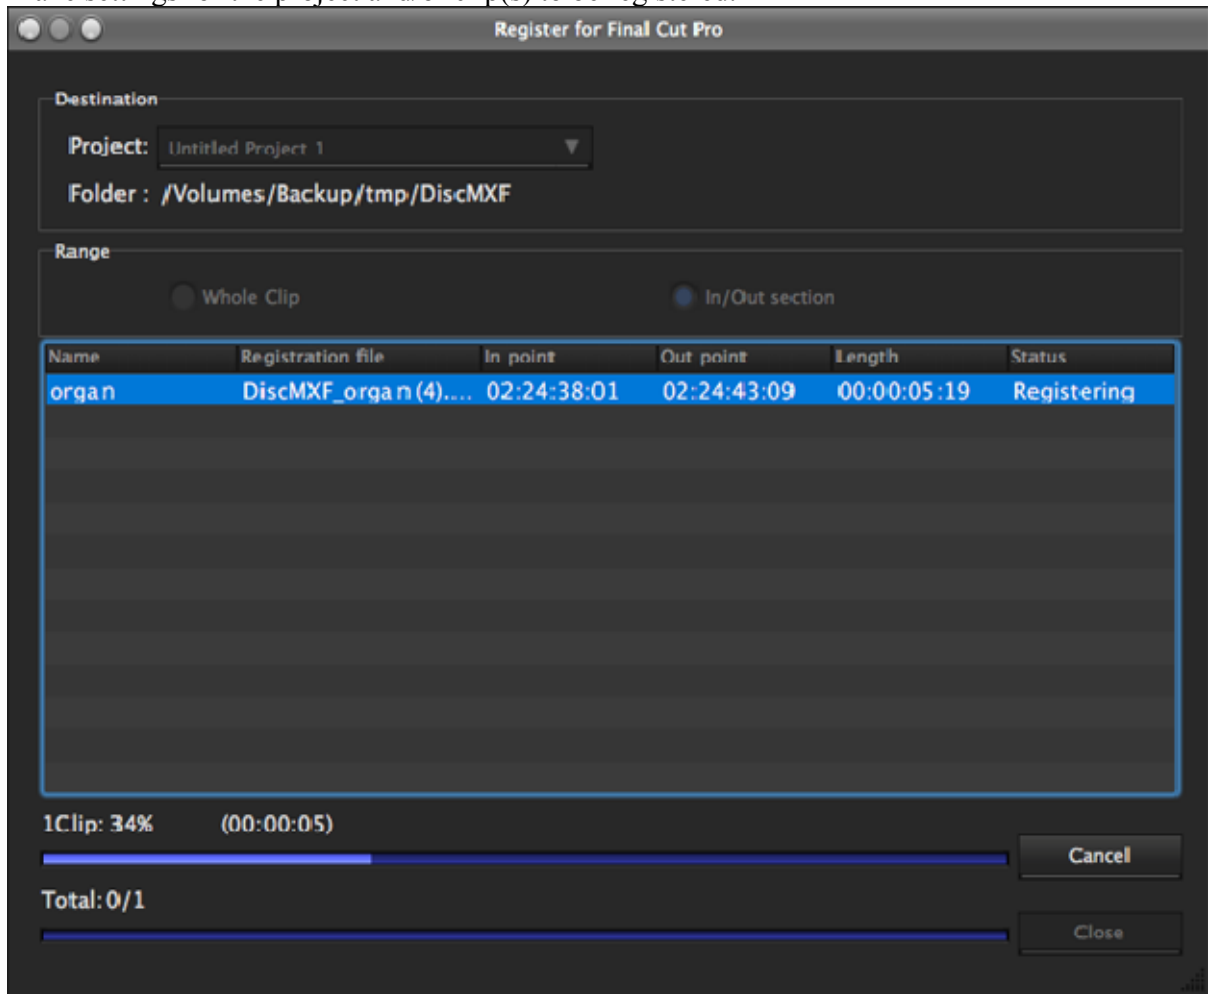 Register for Final Cut Pro
Destination
Project: Untitled Project 1
Folder : /Volumes/Backup/tmp/DiscMXF
Range
Whole Clip In/Out section
Name Registration file In point Out point Length Status
organ DiscMXF_organ(4).... 02:24:38:01 02:24:43:09 00:00:05:19 Registering
1Clip: 34% (00:00:05)
Cancel
Total: 0/1
Close